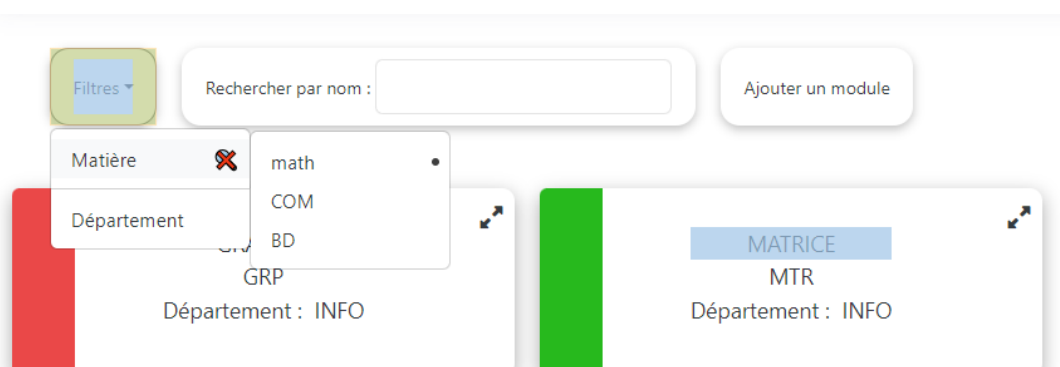 Filtres
Rechercher par nom :
Ajouter un module
Matière
math
COM
Département
BD
GRP
Département : INFO
MATRICE
MTR
Département : INFO